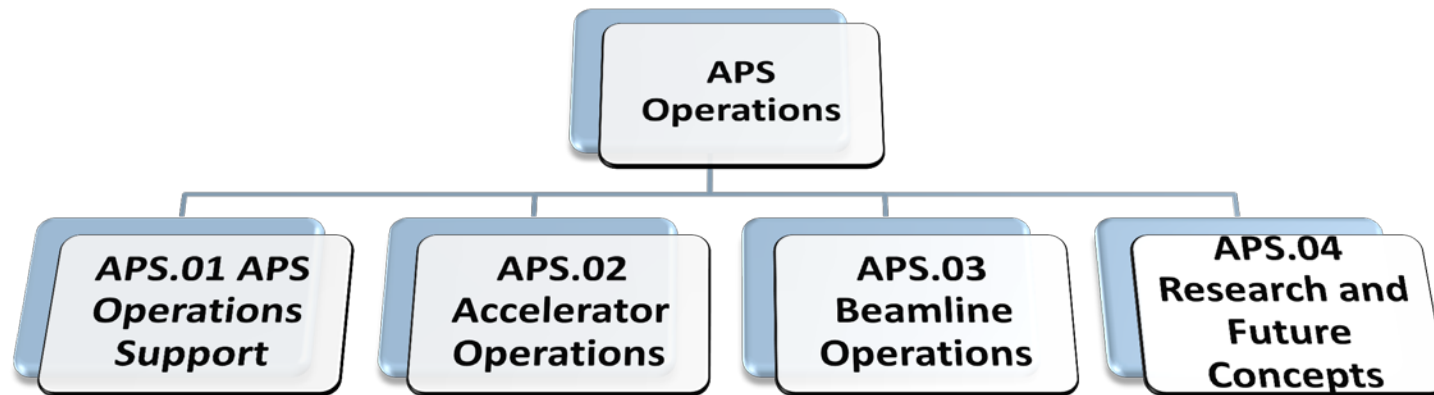 APS
Operations
APS.01 APS
Operations
Support
APS.02
Accelerator
Operations
APS.03
Beamline
Operations
APS.04
Research and
Future
Concepts